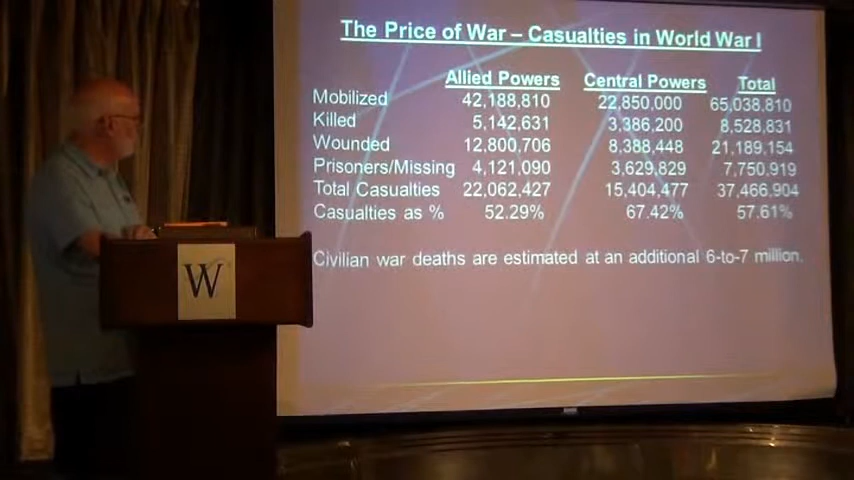 The Price of War – Casualties in World War I
Allied Powers Central Powers Total
Mobilized 42,188,810 22,850,000 65,038,810
Killed 5,142,631 3,386,200 8,528,831
Wounded 12,800,706 8,388,448 21,189,154
Prisoners/Missing 4,121,090 3,629,829 7,750,919
Total Casualties 22,062,427 15,404,477 37,466,904
Casualties as % 52.29% 67.42% 57.61%
Civilian war deaths are estimated at an additional 6-to-7 million.
W